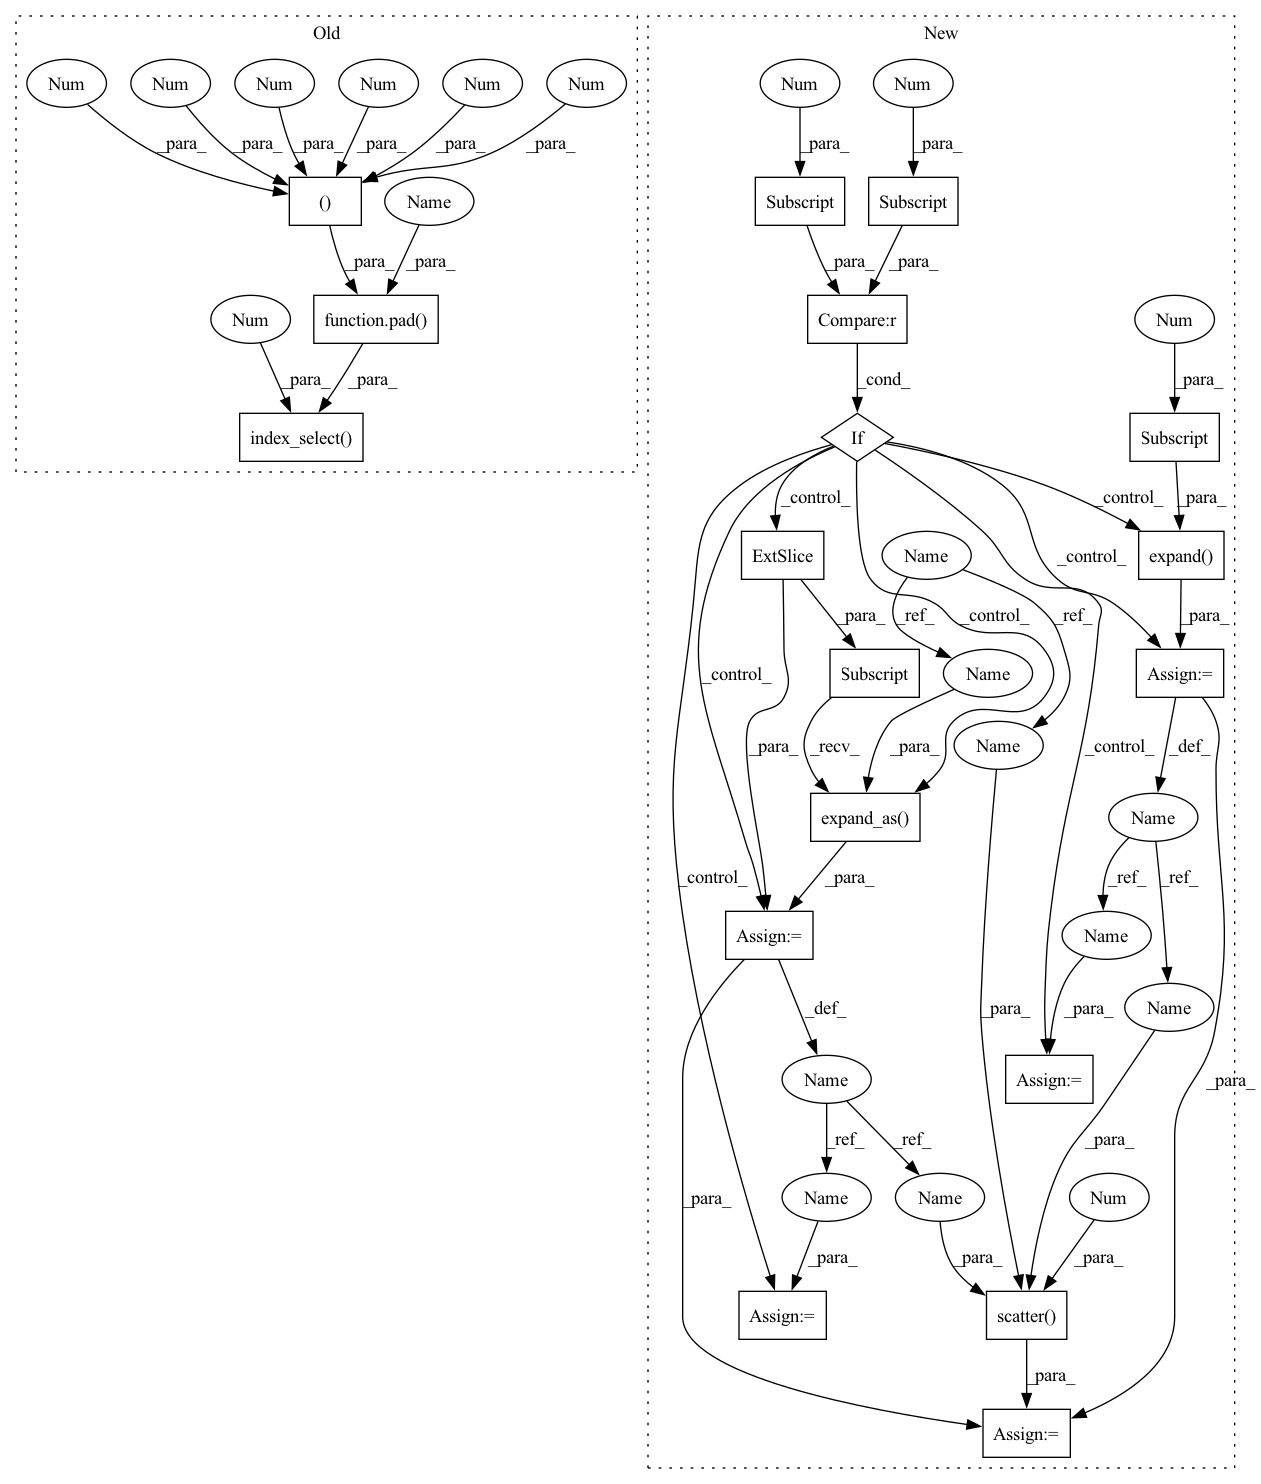 Old
New
Num Num Num Num Num Num
Num Num
_para_ _para_ _para_ _para_ _para_ _para_
_para_ _para_
() Name
Subscript Subscript
_para_ _para_
_para_ _para_
Num function.pad()
Compare:r Num
_para_ _para_
_cond_ _para_
index_select()
If Subscript
_control_ _control_ _para_
ExtSlice Name expand()
_control_
_para_ _ref_ _control_ _ref_ _para_
Subscript Name Assign:=
_control_
Name
_para_ _recv_ _para_ _control_ _def_
expand_as() Name
_control_ _para_ _ref_ _ref_
Assign:= Name
Name
_def_ _para_ _para_
Name Assign:=
_para_
_ref_ _ref_ _para_
_para_
Name Name Num
_para_ _para_ _para_
Assign:= scatter()
_para_
Assign:=